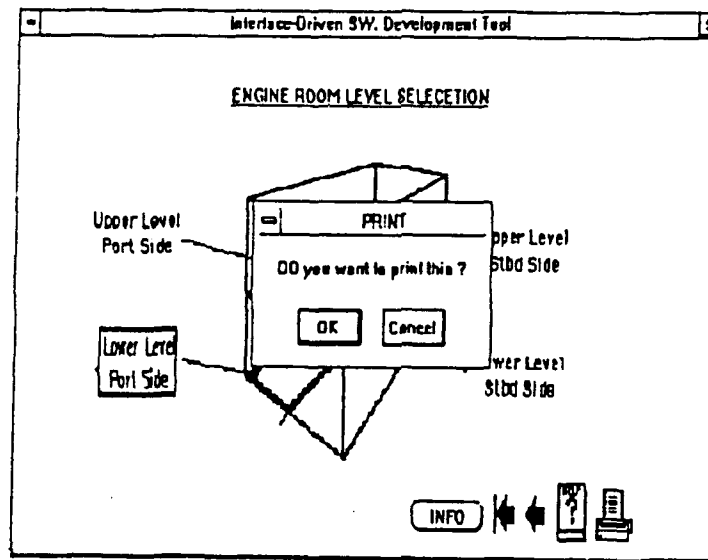 Interface-Driven SW. Development Tool
ENGINE ROOM LEVEL SELECETION
Upper Level
Port Side
PRINT
DO you want to print this ?
OK
Cancel
pper Level
Stbd Side
Lower Level
Port Side
wer Level
Stbd Side
INFO
?